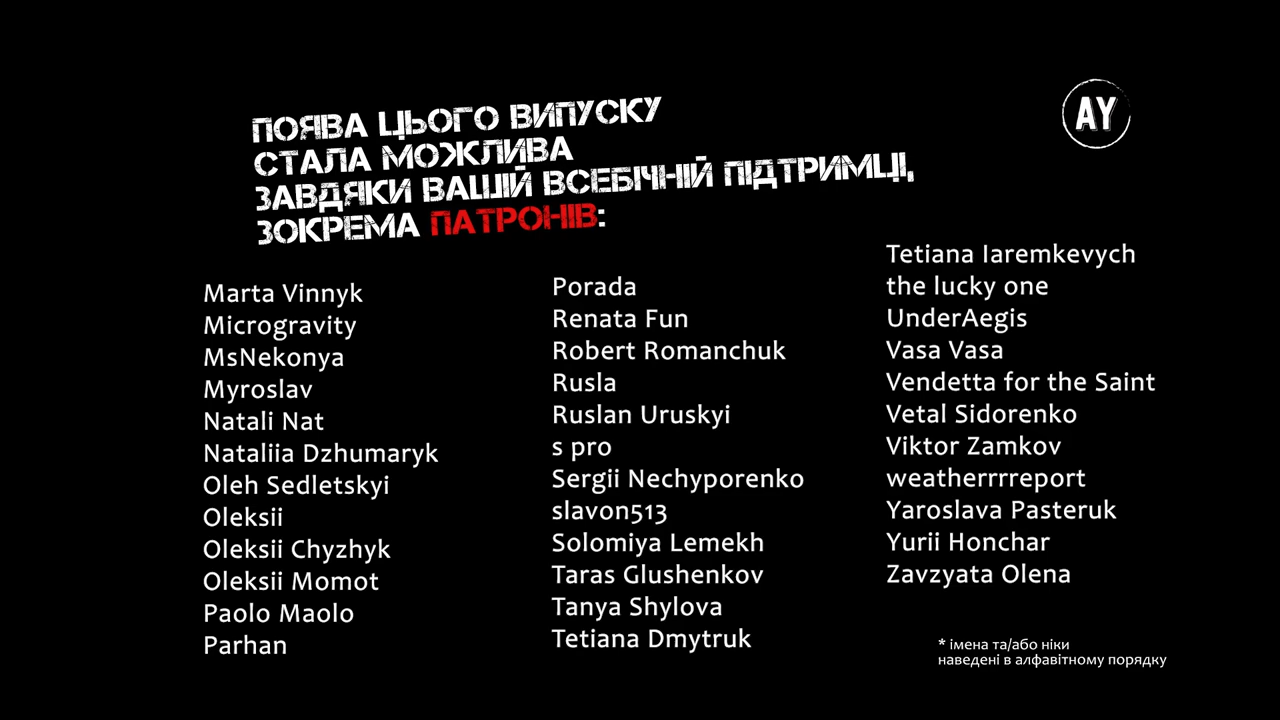 ПОЯВА ЦЬОГО ВИПУСКУ
СТАЛА МОЖЛИВА
ЗАВДЯКИ ВАШІЙ ВСЕБІЧНІЙ ПІДТРИМЦІ,
ЗОКРЕМА ПАТРОНІВ:
AY
Marta Vinnyk
Microgravity
MsNekonya
Myroslav
Natali Nat
Nataliia Dzhumaryk
Oleh Sedletskyi
Oleksii
Oleksii Chyzhyk
Oleksii Momot
Paolo Maolo
Parhan
Porada
Renata Fun
Robert Romanchuk
Rusla
Ruslan Uruskyi
s pro
Sergii Nechyporenko
slavon513
Solomiya Lemekh
Taras Glushenkov
Tanya Shylova
Tetiana Dmytruk
Tetiana Iaremkevych
the lucky one
UnderAegis
Vasa Vasa
Vendetta for the Saint
Vetal Sidorenko
Viktor Zamkov
weatherrrreport
Yaroslava Pasteruk
Yurii Honchar
Zavzyata Olena
* імена та/або ніки
наведені в алфавітному порядку